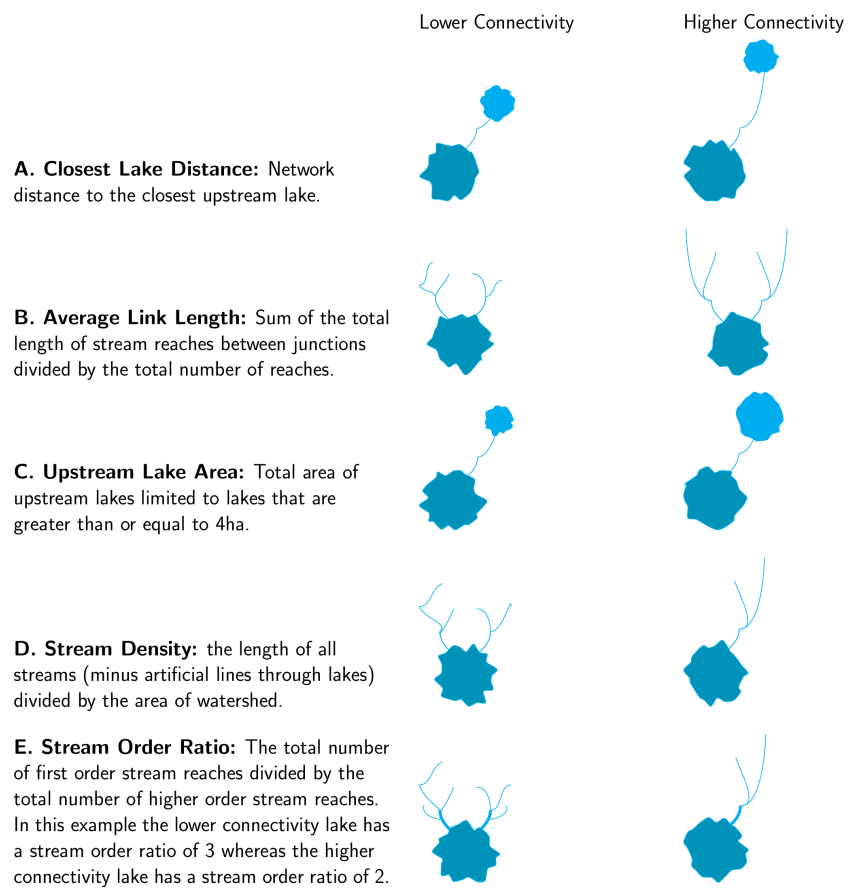 Lower Connectivity
Higher Connectivity
A. Closest Lake Distance: Network
distance to the closest upstream lake.
B. Average Link Length: Sum of the total
length of stream reaches between junctions
divided by the total number of reaches.
C. Upstream Lake Area: Total area of
upstream lakes limited to lakes that are
greater than or equal to 4ha.
D. Stream Density: the length of all
streams (minus artificial lines through lakes)
divided by the area of watershed.
E. Stream Order Ratio: The total number
of first order stream reaches divided by the
total number of higher order stream reaches.
In this example the lower connectivity lake has
a stream order ratio of 3 whereas the higher
connectivity lake has a stream order ratio of 2.